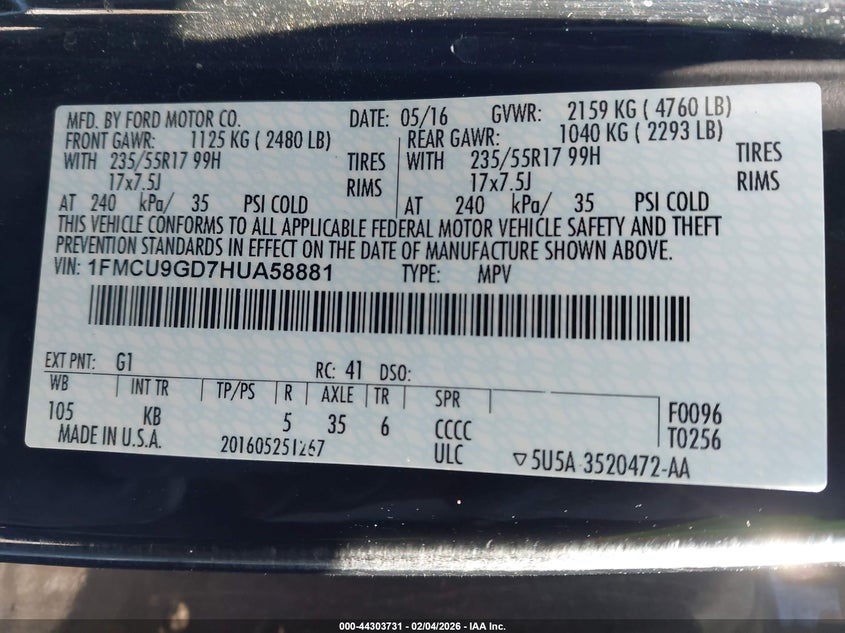 MFD. BY FORD MOTOR CO. DATE: 05/16 GVWR: 2159 KG ( 4760 LB)
FRONT GAWR: 1125 KG ( 2480 LB) REAR GAWR: 1040 KG ( 2293 LB)
WITH 235/55R17 99H TIRES WITH 235/55R17 99H TIRES
17x7.5J RIMS 17x7.5J RIMS
AT 240 kPa/ 35 PSI COLD AT 240 kPa/ 35 PSI COLD
THIS VEHICLE CONFORMS TO ALL APPLICABLE FEDERAL MOTOR VEHICLE SAFETY AND THEFT
PREVENTION STANDARDS IN EFFECT ON THE DATE OF MANUFACTURE SHOWN ABOVE.
VIN: 1FMCU9GD7HUA58881 TYPE: MPV
EXT PNT: G1 RC: 41 DSO:
WB INT TR TP/PS R AXLE TR SPR
105 KB 5 35 6 CCCC F0096
MADE IN U.S.A. 201605251267 ULC T0256
▽5U5A 3520472-AA
000-44303731 - 02/04/2026 - IAA Inc.